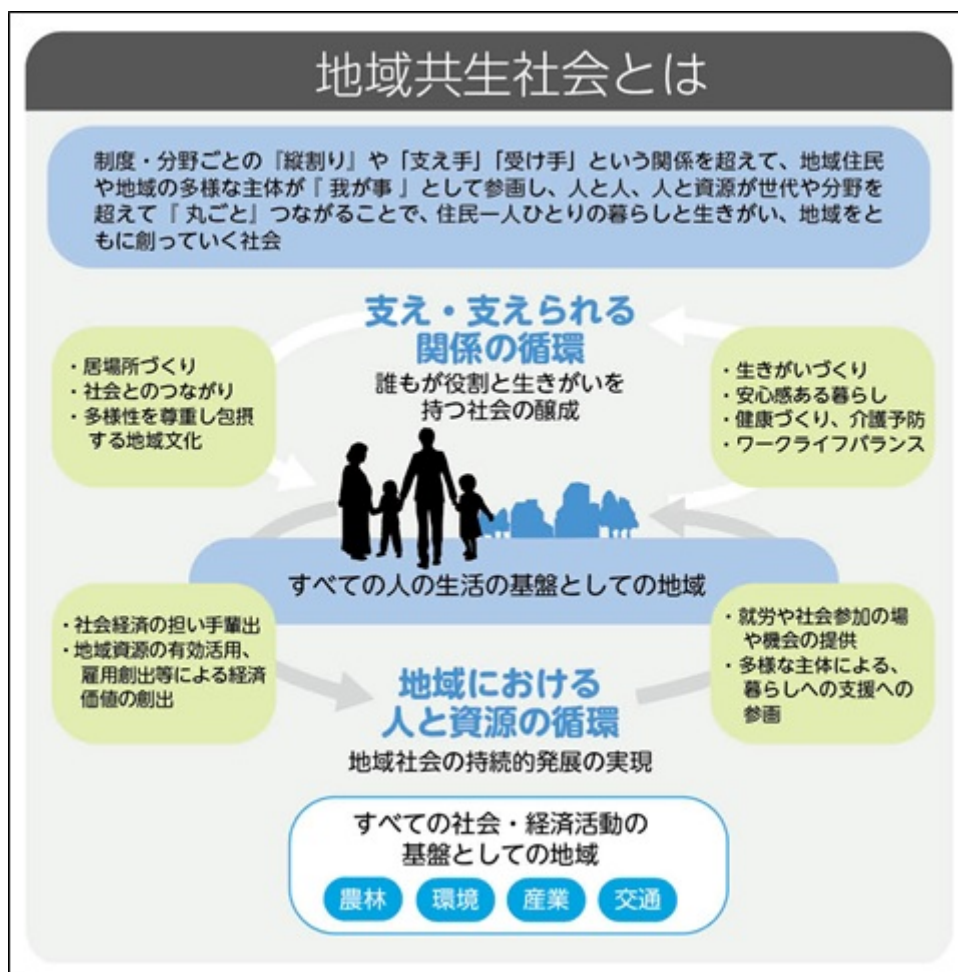 地域共生社会とは
制度・分野ごとの『縦割り』や「支え手」「受け手」という関係を超えて、地域住民
や地域の多様な主体が『 我が事 』として参画し、人と人、人と資源が世代や分野を
超えて『 丸ごと』つながることで、住民一人ひとりの暮らしと生きがい、地域をと
もに創っていく社会
支え・支えられる
関係の循環
誰もが役割と生きがいを
持つ社会の醸成
・居場所づくり
・社会とのつながり
・多様性を尊重し包摂
する地域文化
・生きがいづくり
・安心感ある暮らし
・健康づくり、介護予防
・ワークライフバランス
すべての人の生活の基盤としての地域
・社会経済の担い手輩出
・地域資源の有効活用、
雇用創出等による経済
価値の創出
・就労や社会参加の場
や機会の提供
・多様な主体による、
暮らしへの支援への
参画
地域における
人と資源の循環
地域社会の持続的発展の実現
すべての社会・経済活動の
基盤としての地域
農林 環境 産業 交通